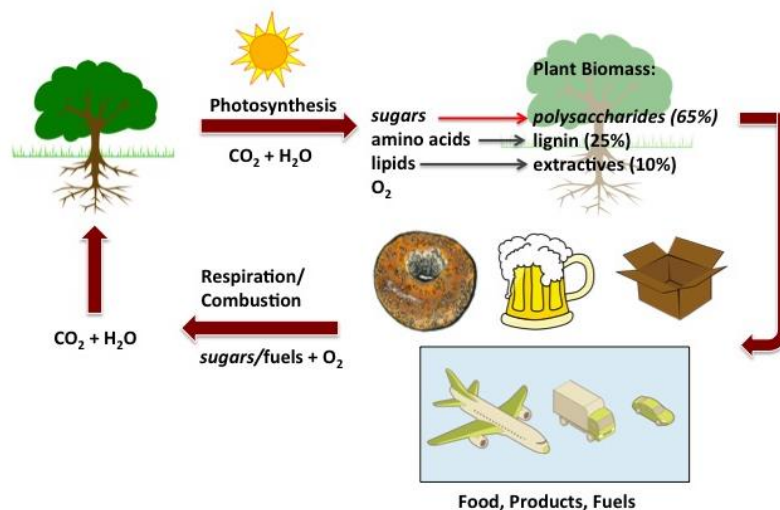 Plant Biomass:
Photosynthesis
CO₂ + H₂O
sugars
polysaccharides (65%)
amino acids
lignin (25%)
lipids
extractives (10%)
O₂
Respiration/
Combustion
sugars/fuels + O₂
CO₂ + H₂O
Food, Products, Fuels